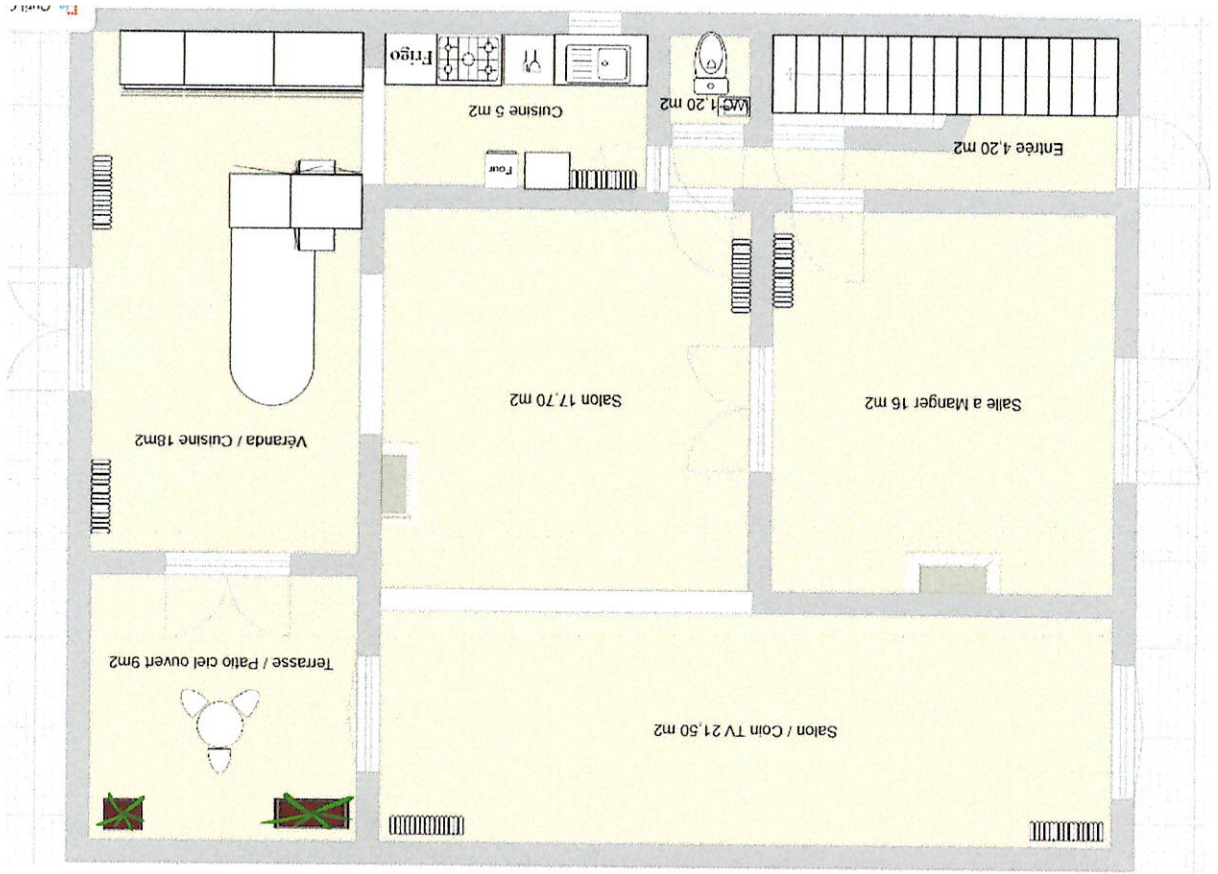 Salon / Coin TV 21,50 m2
Terrasse / Patio ciel ouvert 9m2
Véranda / Cuisine 18m2
Salle a Manger 16 m2
Salon 17,70 m2
Four
Entrée 4,20 m2
Cuisine 5 m2
WC 1,20 m2
Frigo